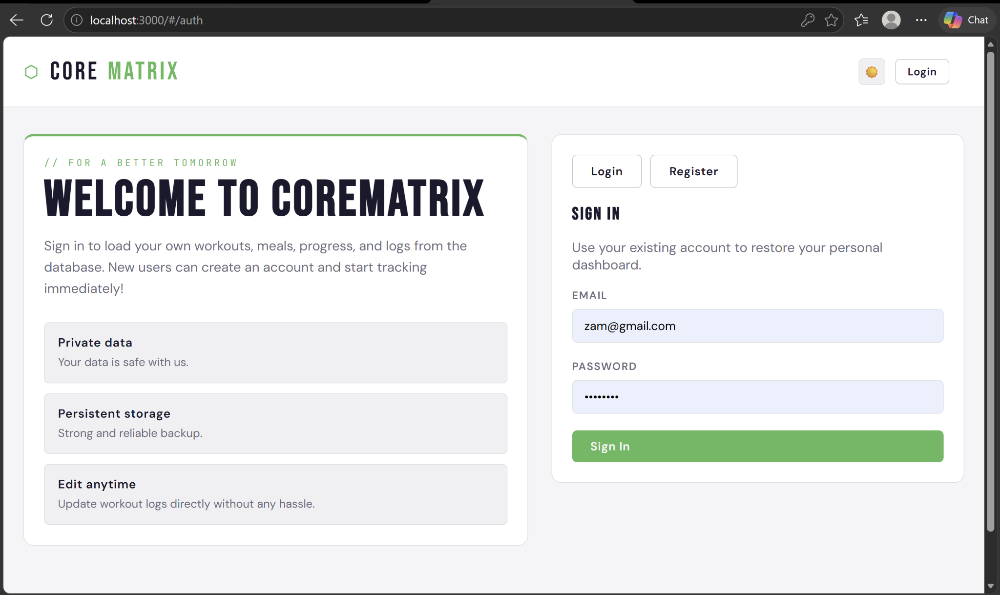 localhost:3000/#/auth
Chat
CORE MATRIX
Login
// FOR A BETTER TOMORROW
WELCOME TO COREMATRIX
Sign in to load your own workouts, meals, progress, and logs from the
database. New users can create an account and start tracking
immediately!
Private data
Your data is safe with us.
Persistent storage
Strong and reliable backup.
Edit anytime
Update workout logs directly without any hassle.
Login
Register
SIGN IN
Use your existing account to restore your personal
dashboard.
EMAIL
zam@gmail.com
PASSWORD
••••••••
Sign In